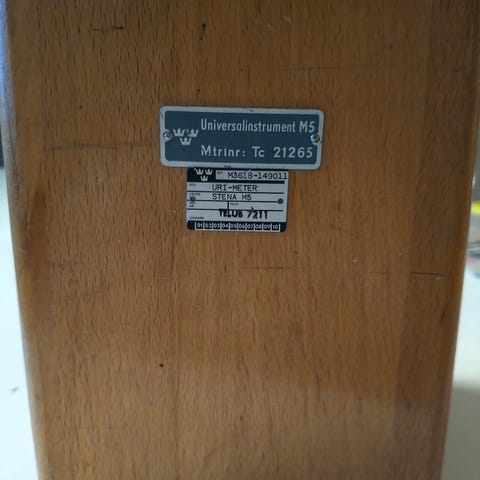 Universalinstrument M5
Mtrlnr: Tc 21265
M3618-149011
URI-METER
STENA M5
TELUB 7211
01 02 03 04 05 06 07 08 09 10